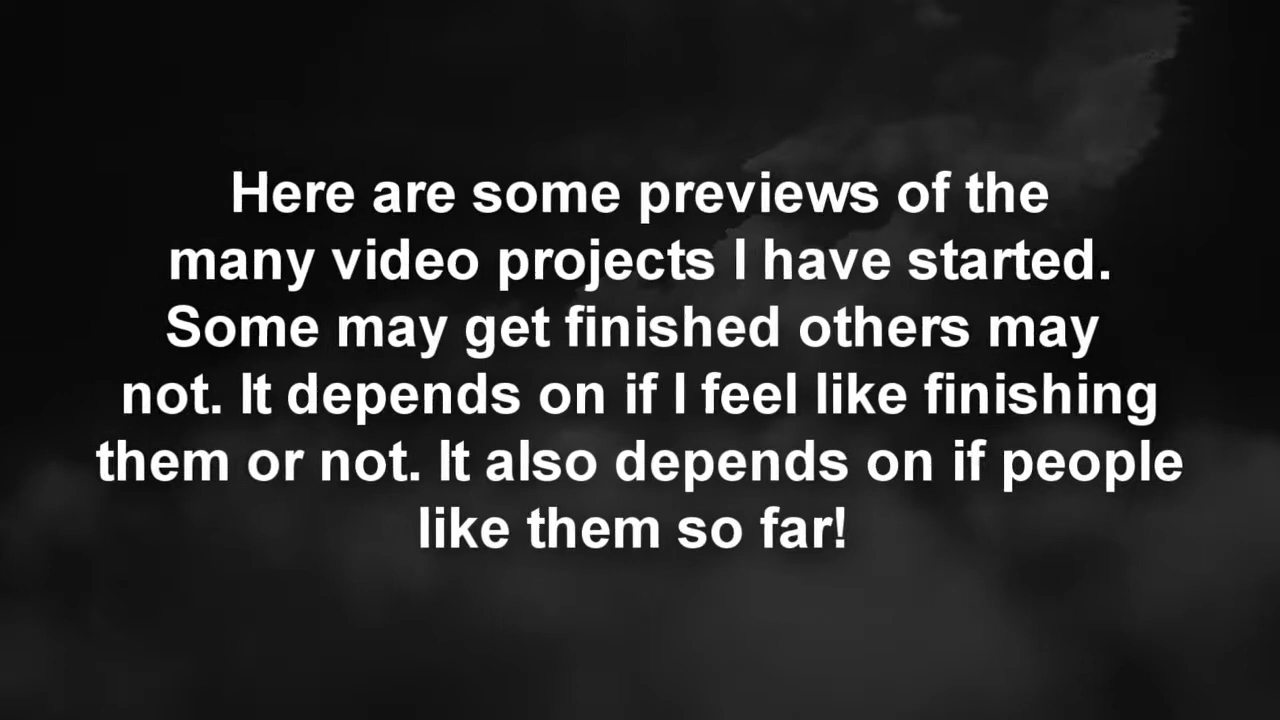 Here are some previews of the
many video projects I have started.
Some may get finished others may
not. It depends on if I feel like finishing
them or not. It also depends on if people
like them so far!